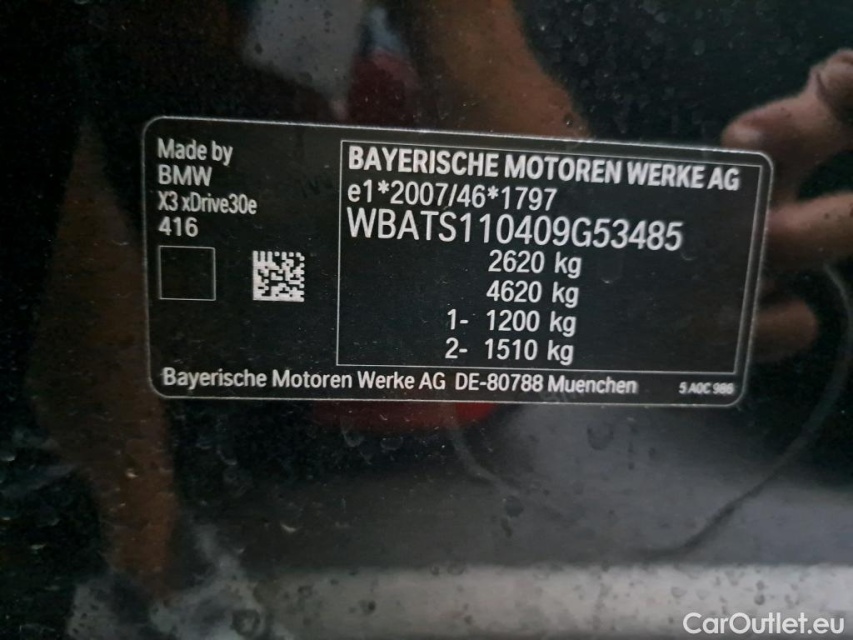 Made by
BMW
X3 xDrive30e
416
BAYERISCHE MOTOREN WERKE AG
e1*2007/46*1797
WBATS110409G53485
2620 kg
4620 kg
1- 1200 kg
2- 1510 kg
Bayerische Motoren Werke AG DE-80788 Muenchen
5 A0C 986
CarOutlet.eu